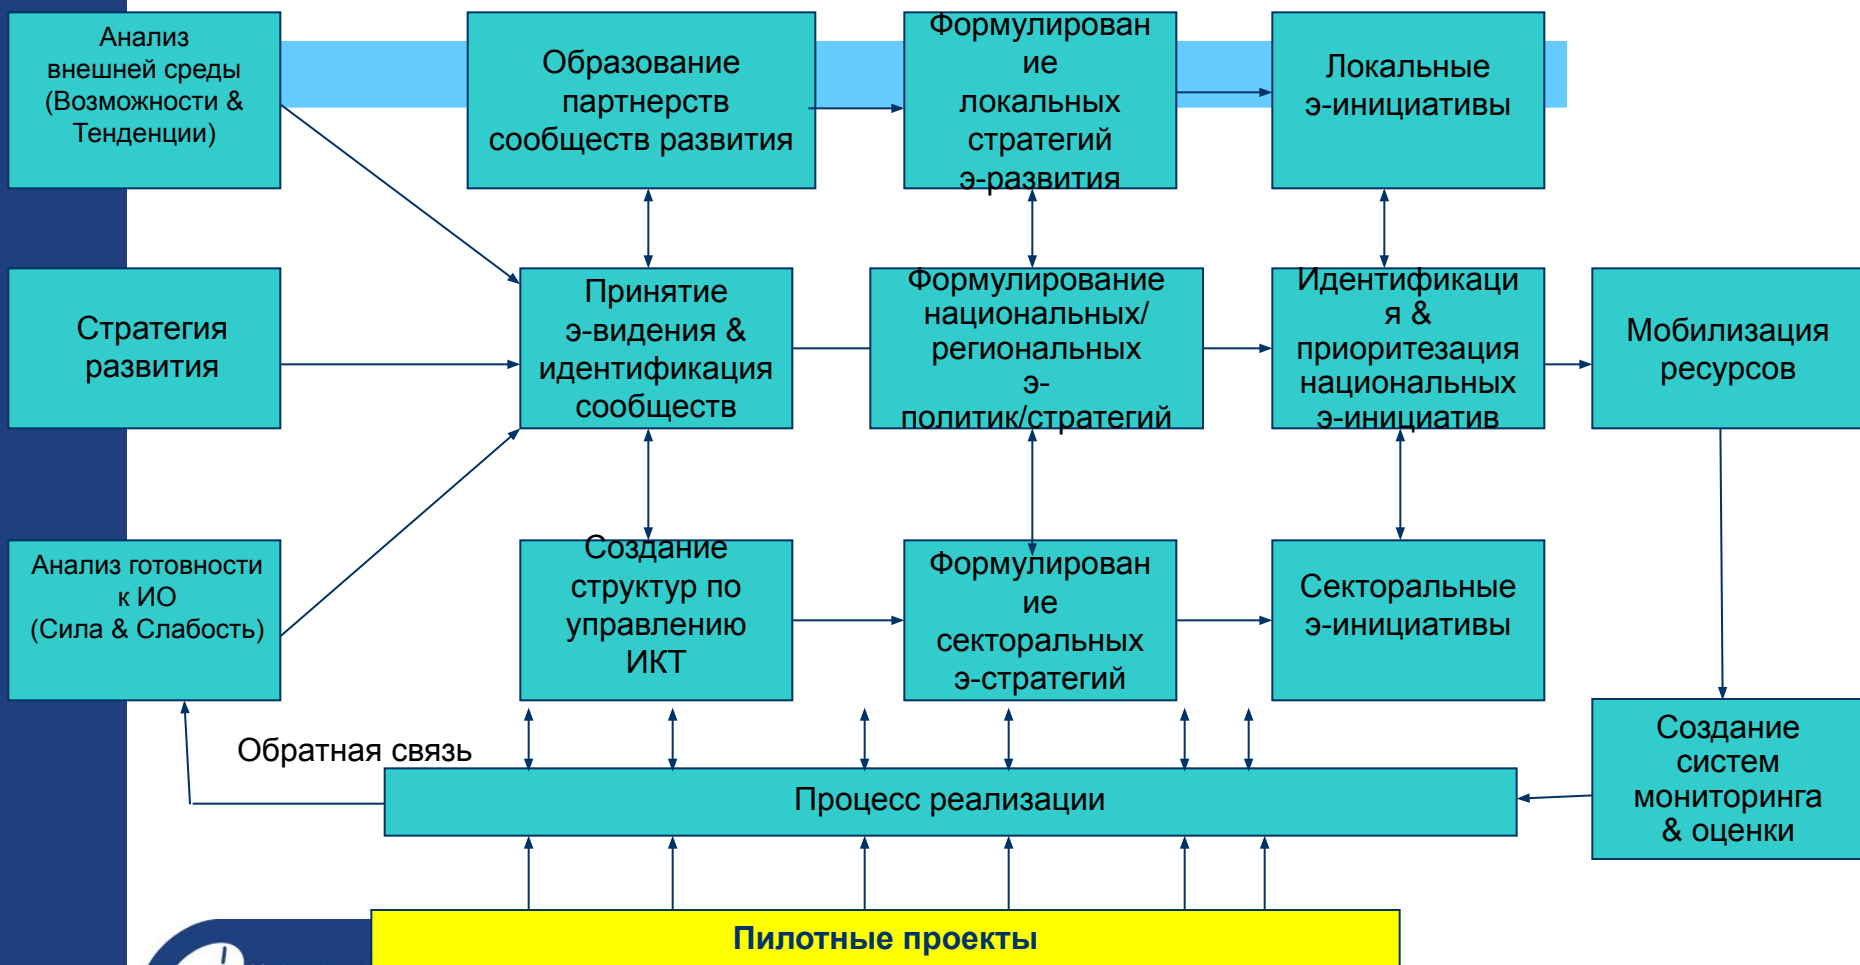 Анализ
внешней среды
(Возможности &
Тенденции)
Образование
партнерств
сообществ развития
Формулирован
ие
локальных
стратегий
э-развития
Локальные
э-инициативы
Стратегия
развития
Принятие
э-видения &
идентификация
сообществ
Формулирование
национальных/
региональных
э-
политик/стратегий
Идентификаци
я &
приоритезация
национальных
э-инициатив
Мобилизация
ресурсов
Анализ готовности
к ИО
(Сила & Слабость)
Создание
структур по
управлению
ИКТ
Формулирован
ие
секторальных
э-стратегий
Секторальные
э-инициативы
Обратная связь
Процесс реализации
Создание
систем
мониторинга
& оценки
Пилотные проекты